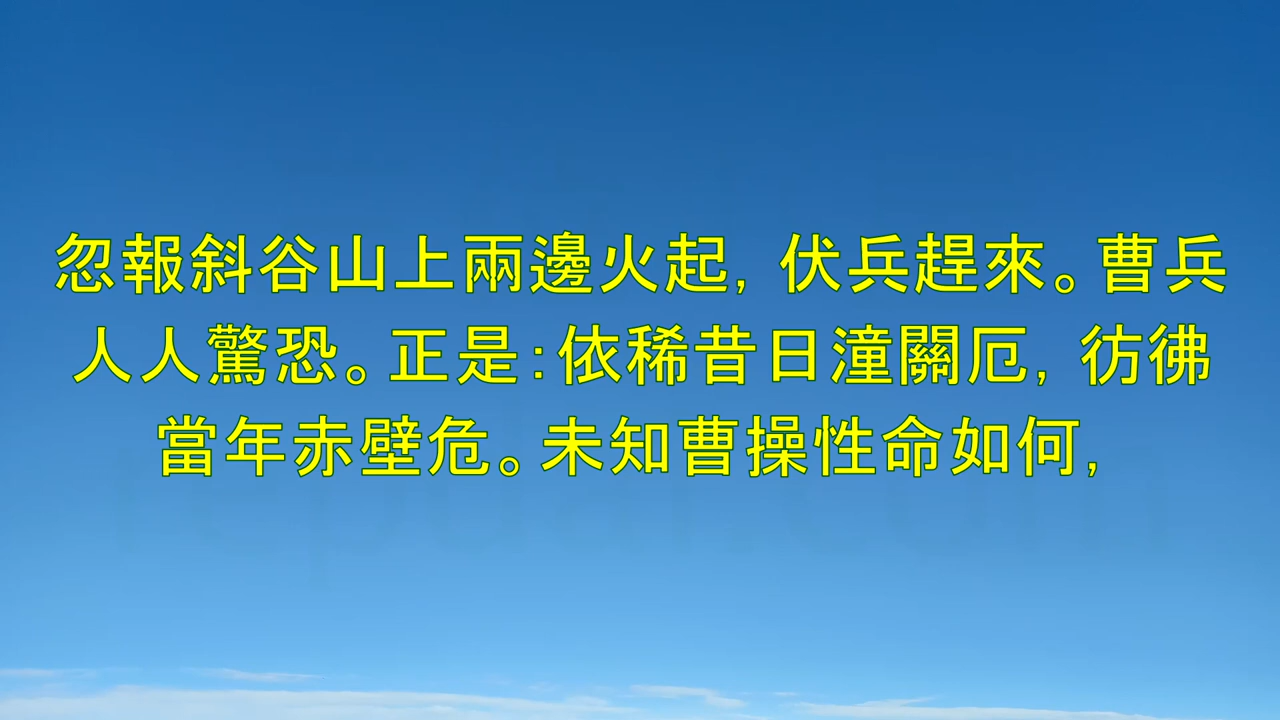 忽報斜谷山上兩邊火起，伏兵趕來。曹兵
人人驚恐。正是：依稀昔日潼關厄，彷彿
當年赤壁危。未知曹操性命如何，